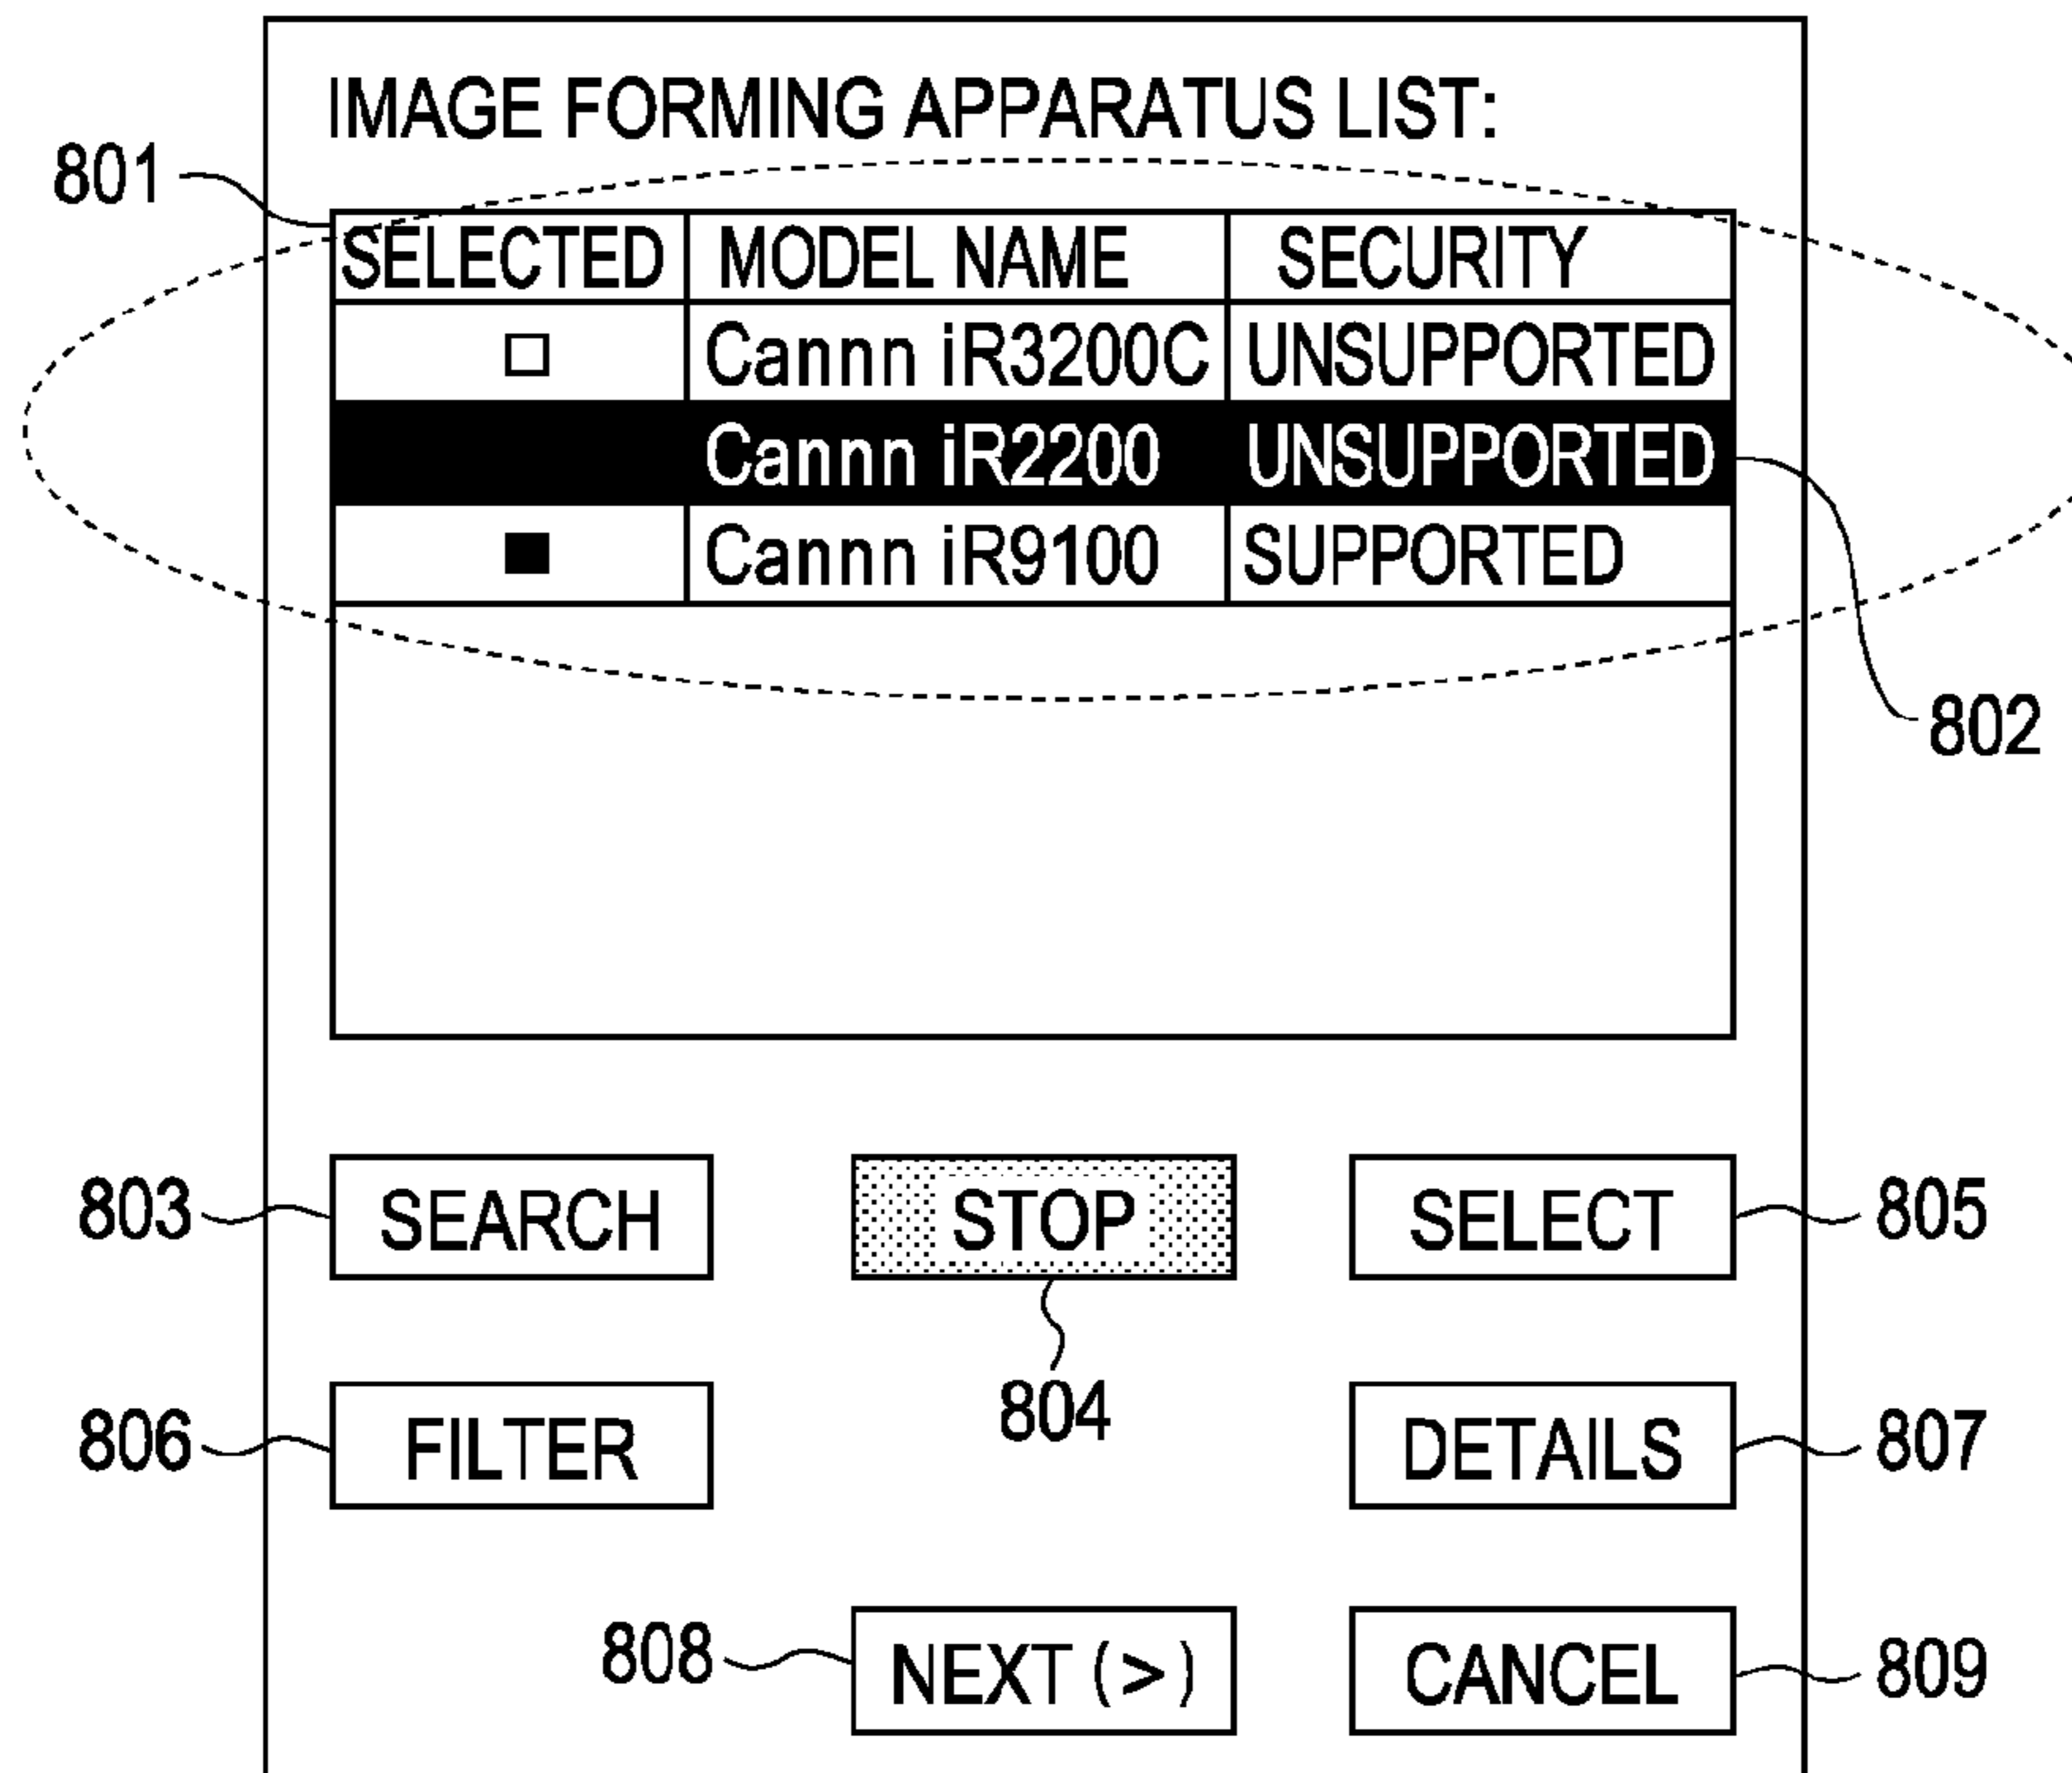 IMAGE FORMING APPARATUS LIST:
801
SELECTED MODEL NAME SECURITY
Cannn iR3200C UNSUPPORTED
Cannn iR2200 UNSUPPORTED
Cannn iR9100 SUPPORTED
802
803 SEARCH STOP SELECT 805
804
806 FILTER DETAILS 807
808 NEXT (>) CANCEL 809